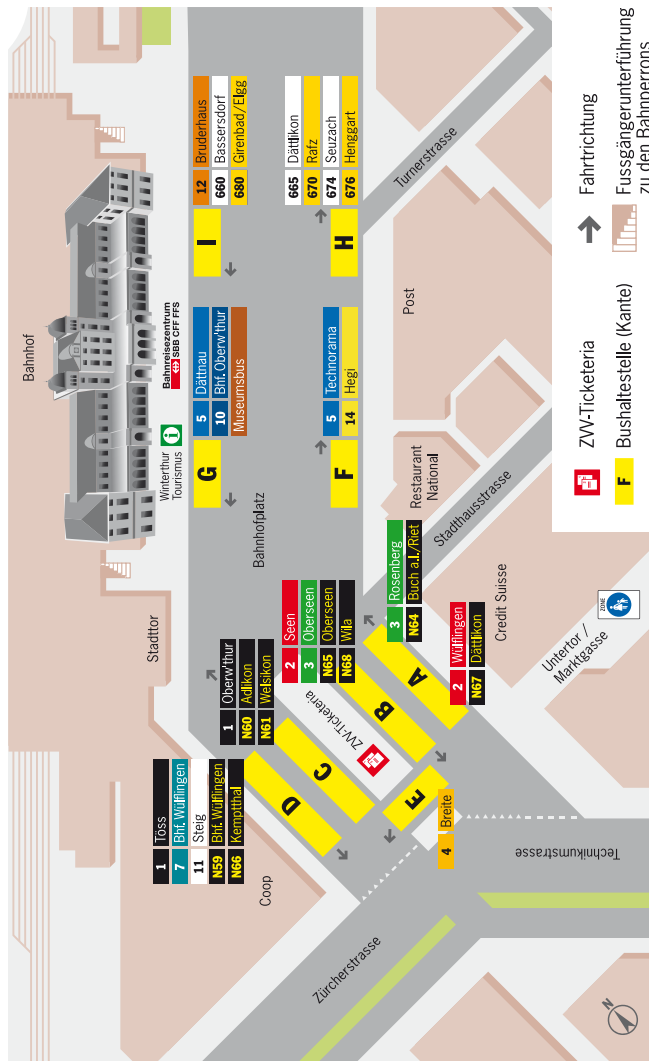 Bahnhof
Stadttor
Winterthur
Tourismus
Bahnreisezentrum
SBB CFF FFS
Bahnhofplatz
1 Töss
7 Bhf. Wülflingen
11 Steig
N59 Bhf. Wülflingen
N66 Kemptthal
D
1 Oberw'thur
N60 Adlikon
N61 Welsikon
C
G
5 Dättnau
10 Bhf. Oberw'thur
Museumsbus
I
12 Bruderhaus
660 Bassersdorf
680 Girenbad/Elgg
2 Seen
3 Oberseen
N65 Oberseen
N68 Wila
B
ZVV-Ticketeria
F
5 Technorama
14 Hegi
H
665 Dättlikon
670 Rafz
674 Seuzach
676 Henggart
3 Rosenberg
N64 Buch a.I./Riet
A
2 Wülflingen
N67 Dättlikon
E
4 Breite
Coop
Zürcherstrasse
Technikumstrasse
Restaurant
National
Post
Turnerstrasse
Stadthausstrasse
Credit Suisse
Untertor /
Marktgasse
ZONE
N
ZVV-Ticketeria
Fahrtrichtung
F Bushaltestelle (Kante)
Fussgängerunterführung
zu den Bahnperrons